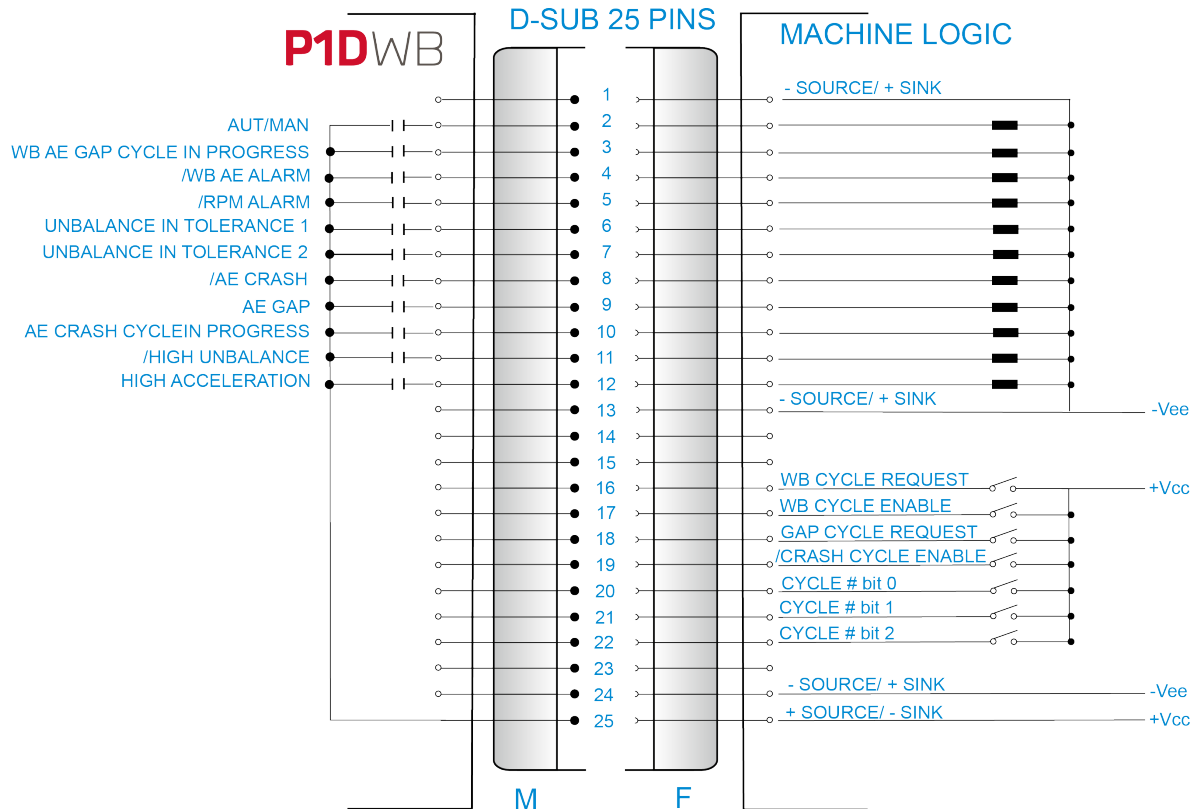 D-SUB 25 PINS
MACHINE LOGIC
P1DWB
1
- SOURCE/ + SINK
AUT/MAN
2
WB AE GAP CYCLE IN PROGRESS
3
/WB AE ALARM
4
/RPM ALARM
5
UNBALANCE IN TOLERANCE 1
6
UNBALANCE IN TOLERANCE 2
7
/AE CRASH
8
AE GAP
9
AE CRASH CYCLEIN PROGRESS
10
/HIGH UNBALANCE
11
HIGH ACCELERATION
12
13
- SOURCE/ + SINK
-Vee
14
15
16
WB CYCLE REQUEST
+Vcc
17
WB CYCLE ENABLE
18
GAP CYCLE REQUEST
19
/CRASH CYCLE ENABLE
20
CYCLE # bit 0
21
CYCLE # bit 1
22
CYCLE # bit 2
23
24
- SOURCE/ + SINK
-Vee
25
+ SOURCE/ - SINK
+Vcc
M
F